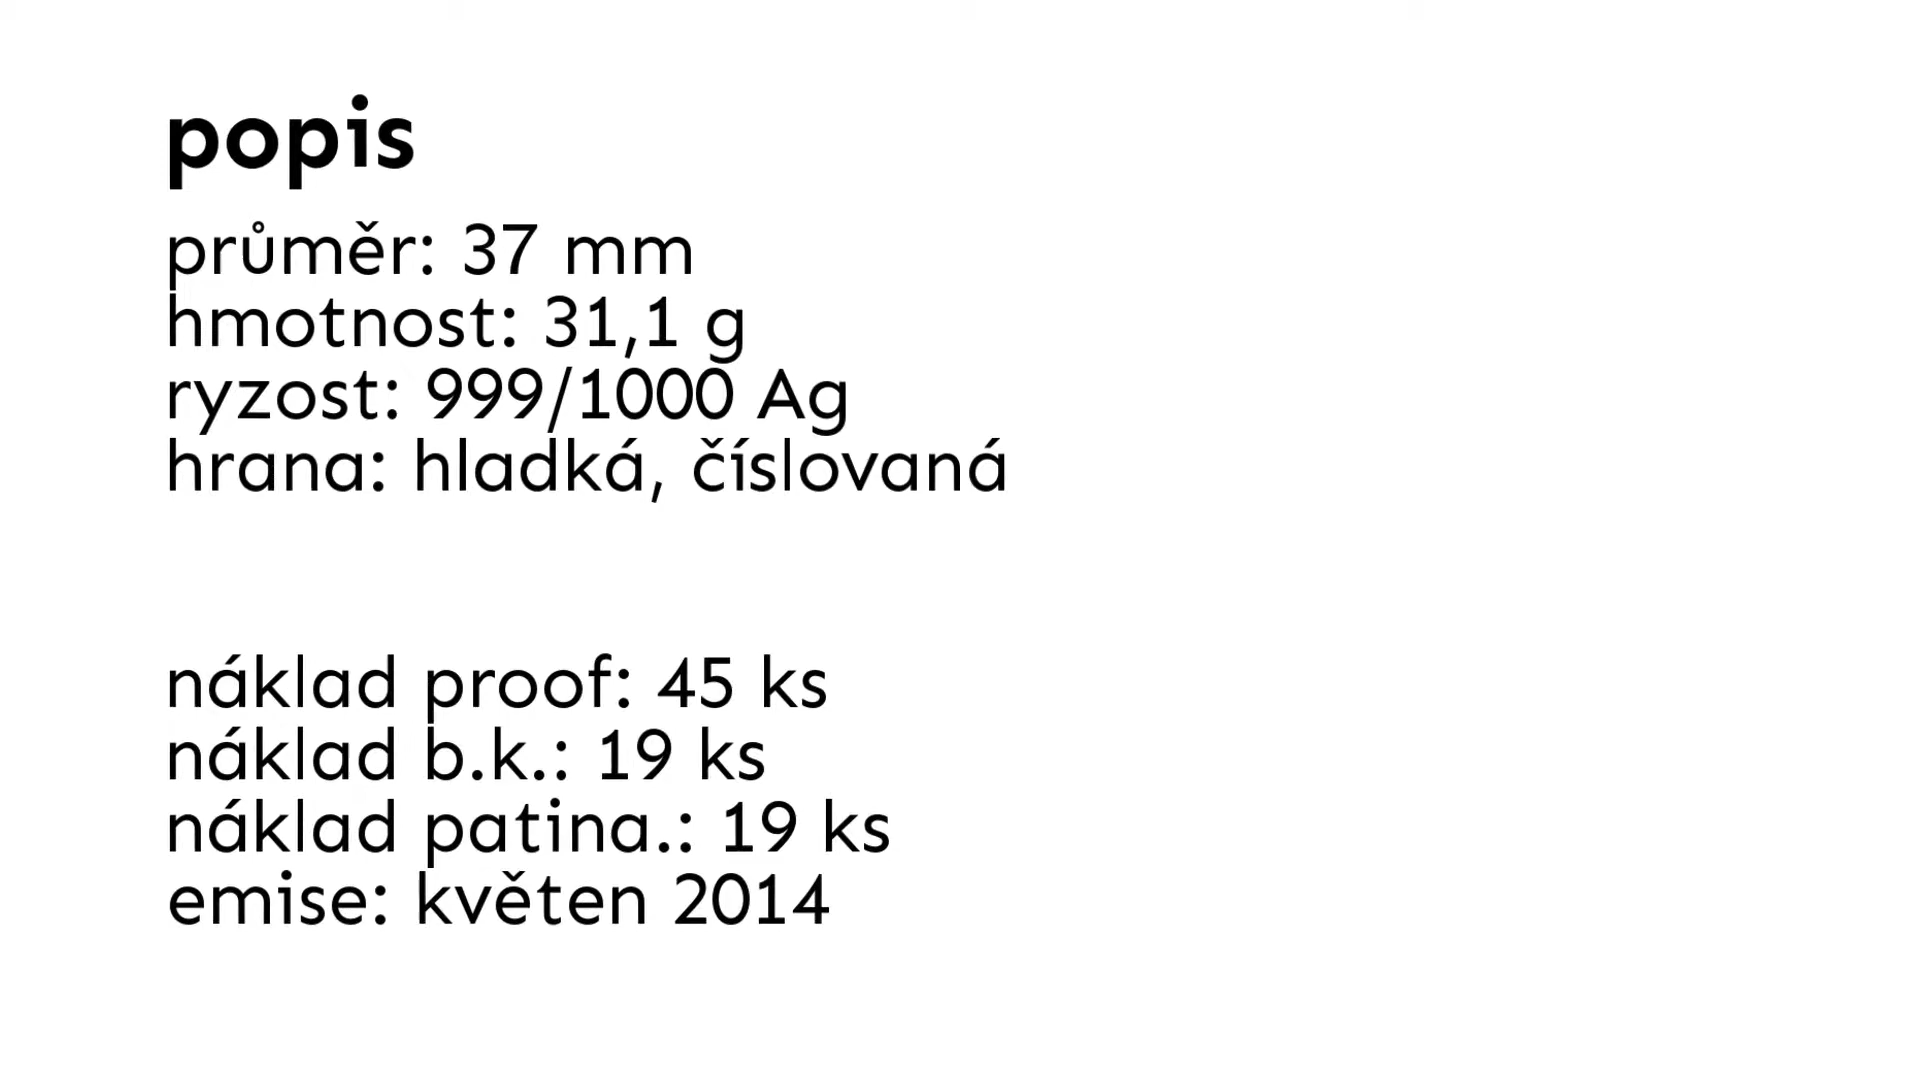 popis
průměr: 37 mm
hmotnost: 31,1 g
ryzost: 999/1000 Ag
hrana: hladká, číslovaná
náklad proof: 45 ks
náklad b.k.: 19 ks
náklad patina.: 19 ks
emise: květen 2014